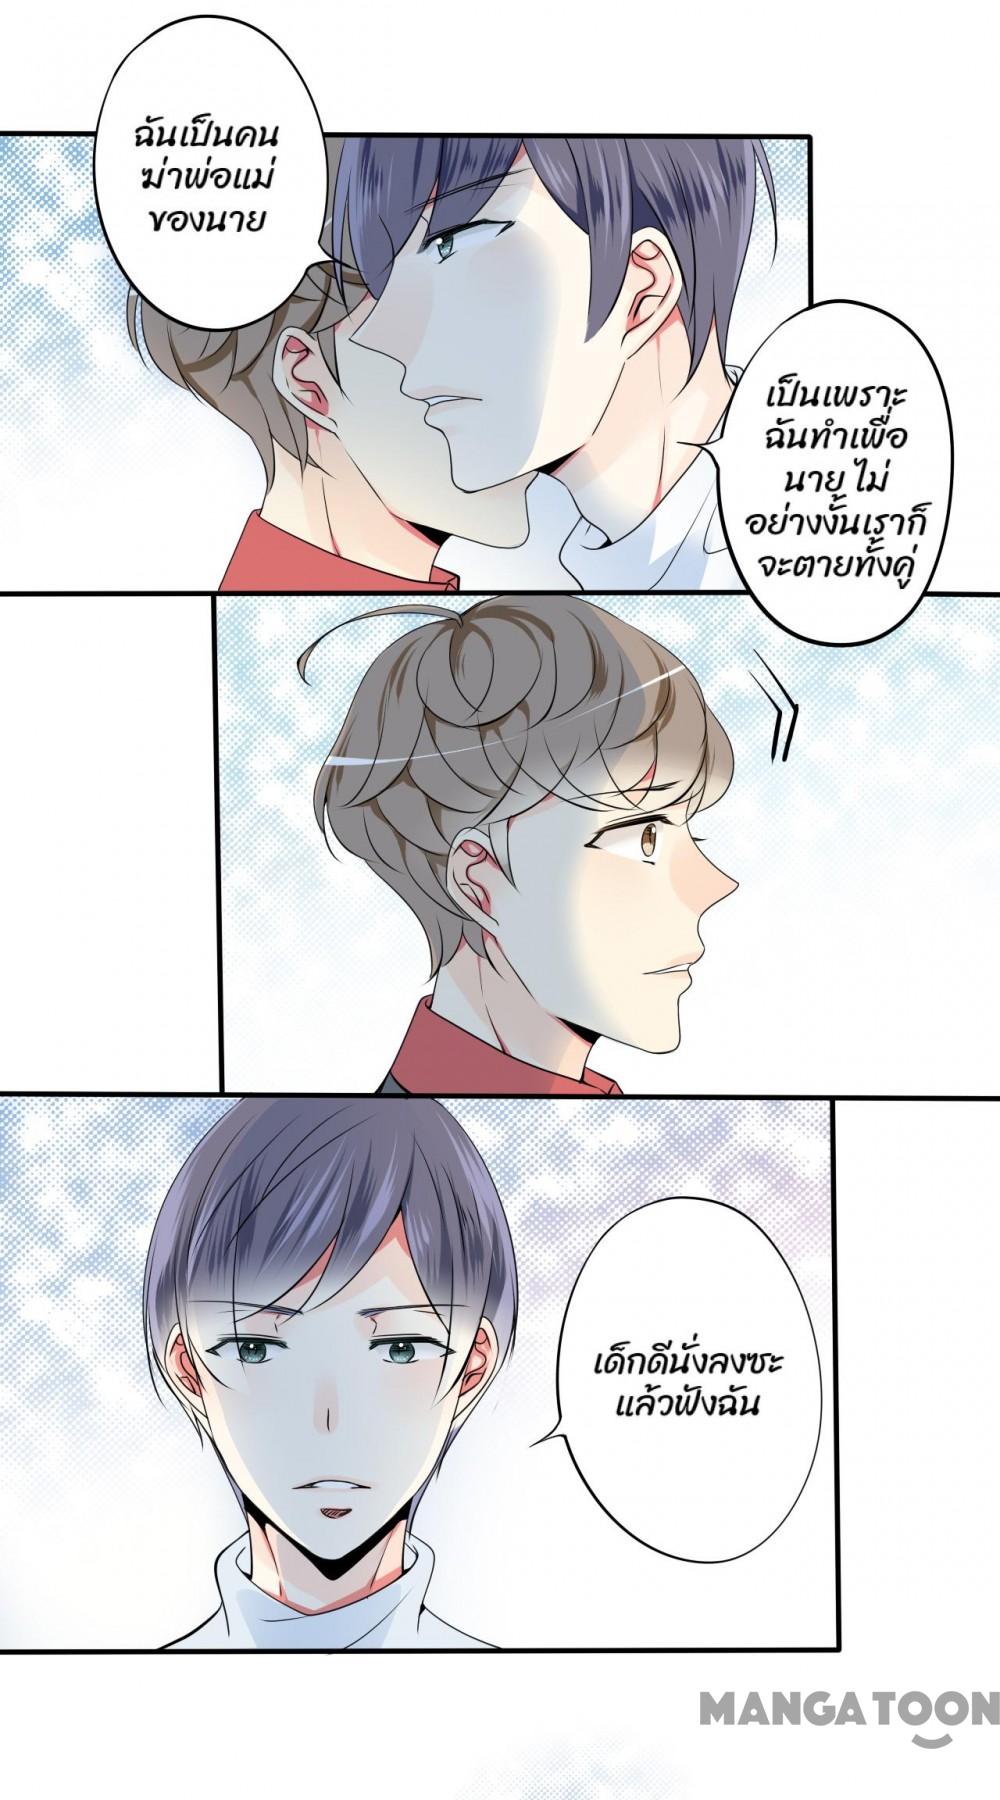 ฉันเป็นคน
ฆ่าพ่อแม่
ของนาย
เป็นเพราะ
ฉันทำเพื่อ
นาย ไม่
อย่างงั้นเราก็
จะตายทั้งคู่
เด็กดีนั่งลงซะ
แล้วฟังฉัน
MANGATOON